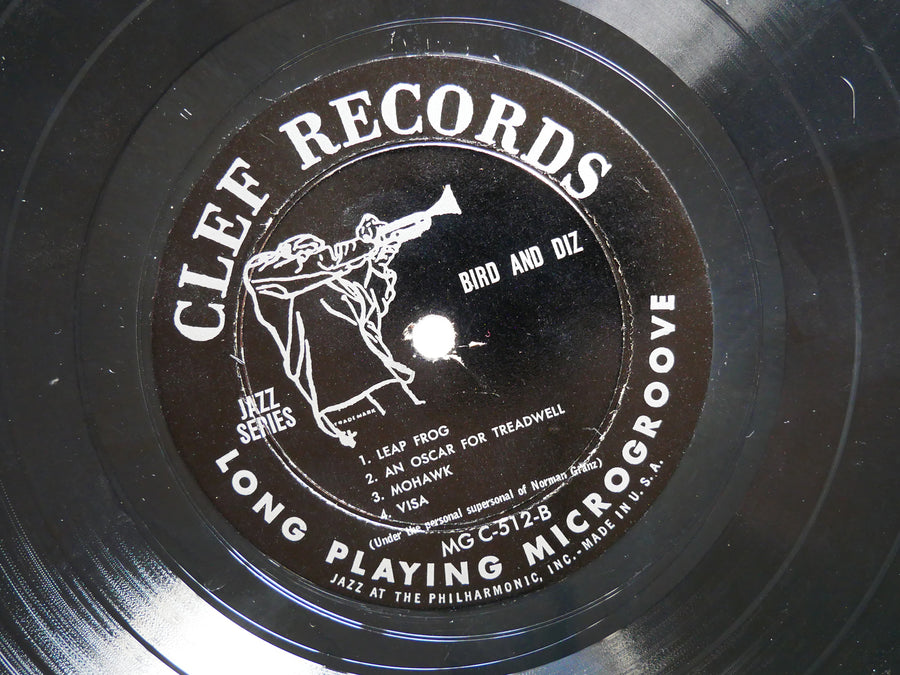 CLEF RECORDS
BIRD AND DIZ
JAZZ
SERIES
TRADEMARK
1. LEAP FROG
2. AN OSCAR FOR TREADWELL
3. MOHAWK
4. VISA
(Under the personal supersonal of Norman Granz)
MG C-512-B
LONG PLAYING MICROGROOVE
JAZZ AT THE PHILHARMONIC, INC.-MADE IN U.S.A.